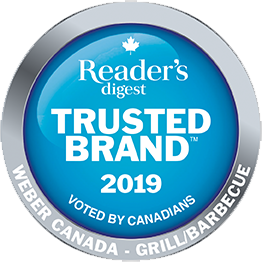 Reader's
digest
TRUSTED
BRAND™
2019
VOTED BY CANADIANS
WEBER CANADA - GRILL/BARBECUE